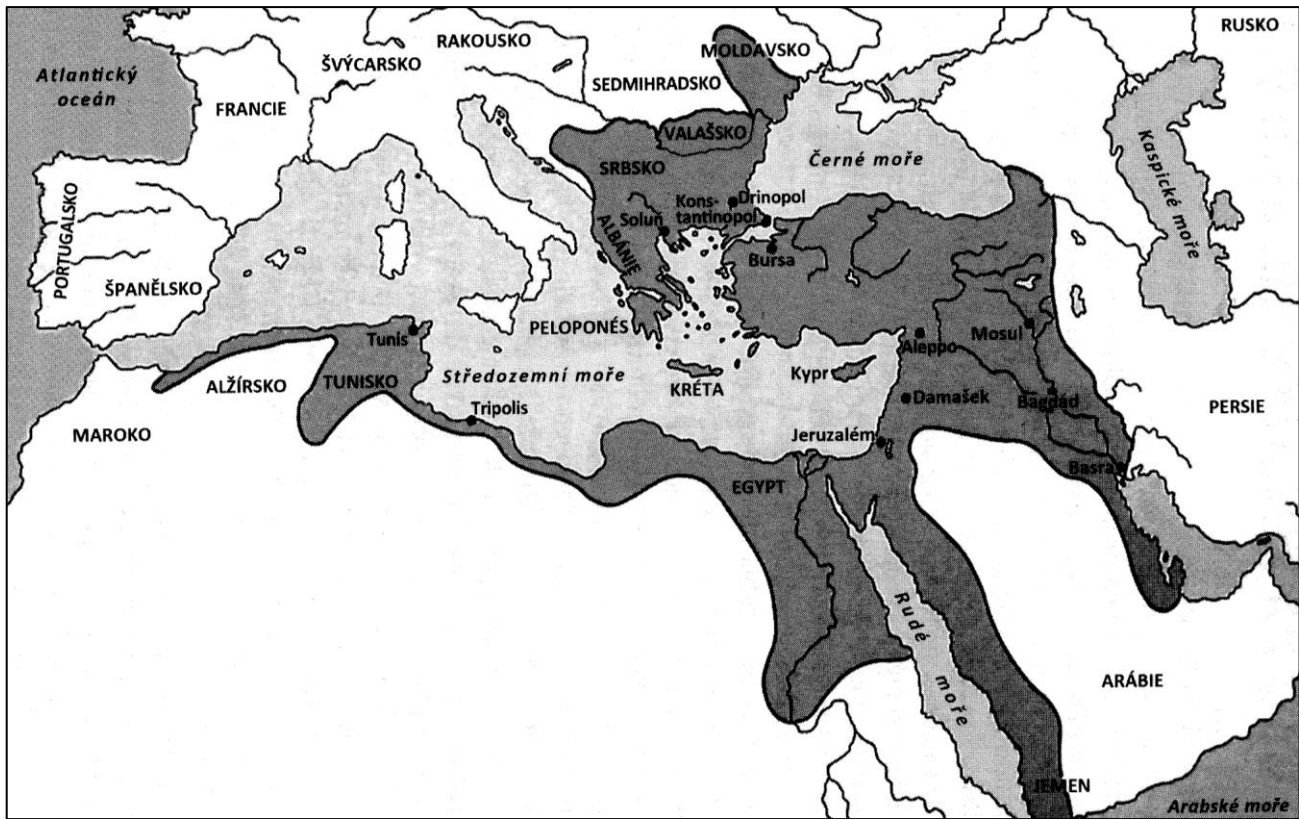 RUSKO
RAKOUSKO
MOLDAVSKO
ŠVÝCARSKO
Atlantický
oceán
SEDMIHRADSKO
FRANCIE
VALAŠSKO
Kaspické moře
Černé moře
SRBSKO
PORTUGALSKO
Kons-
tantinopol
Drinopol
Soluň
ALBÁNIE
Bursa
ŠPANĚLSKO
PELOPONÉS
Tunis
Mosul
Aleppo
Středozemní moře
Kypr
ALŽÍRSKO
TUNISKO
KRÉTA
Damašek
Bagdád
Tripolis
PERSIE
MAROKO
Jeruzalém
Basra
EGYPT
Rudé moře
ARÁBIE
JEMEN
Arabské moře